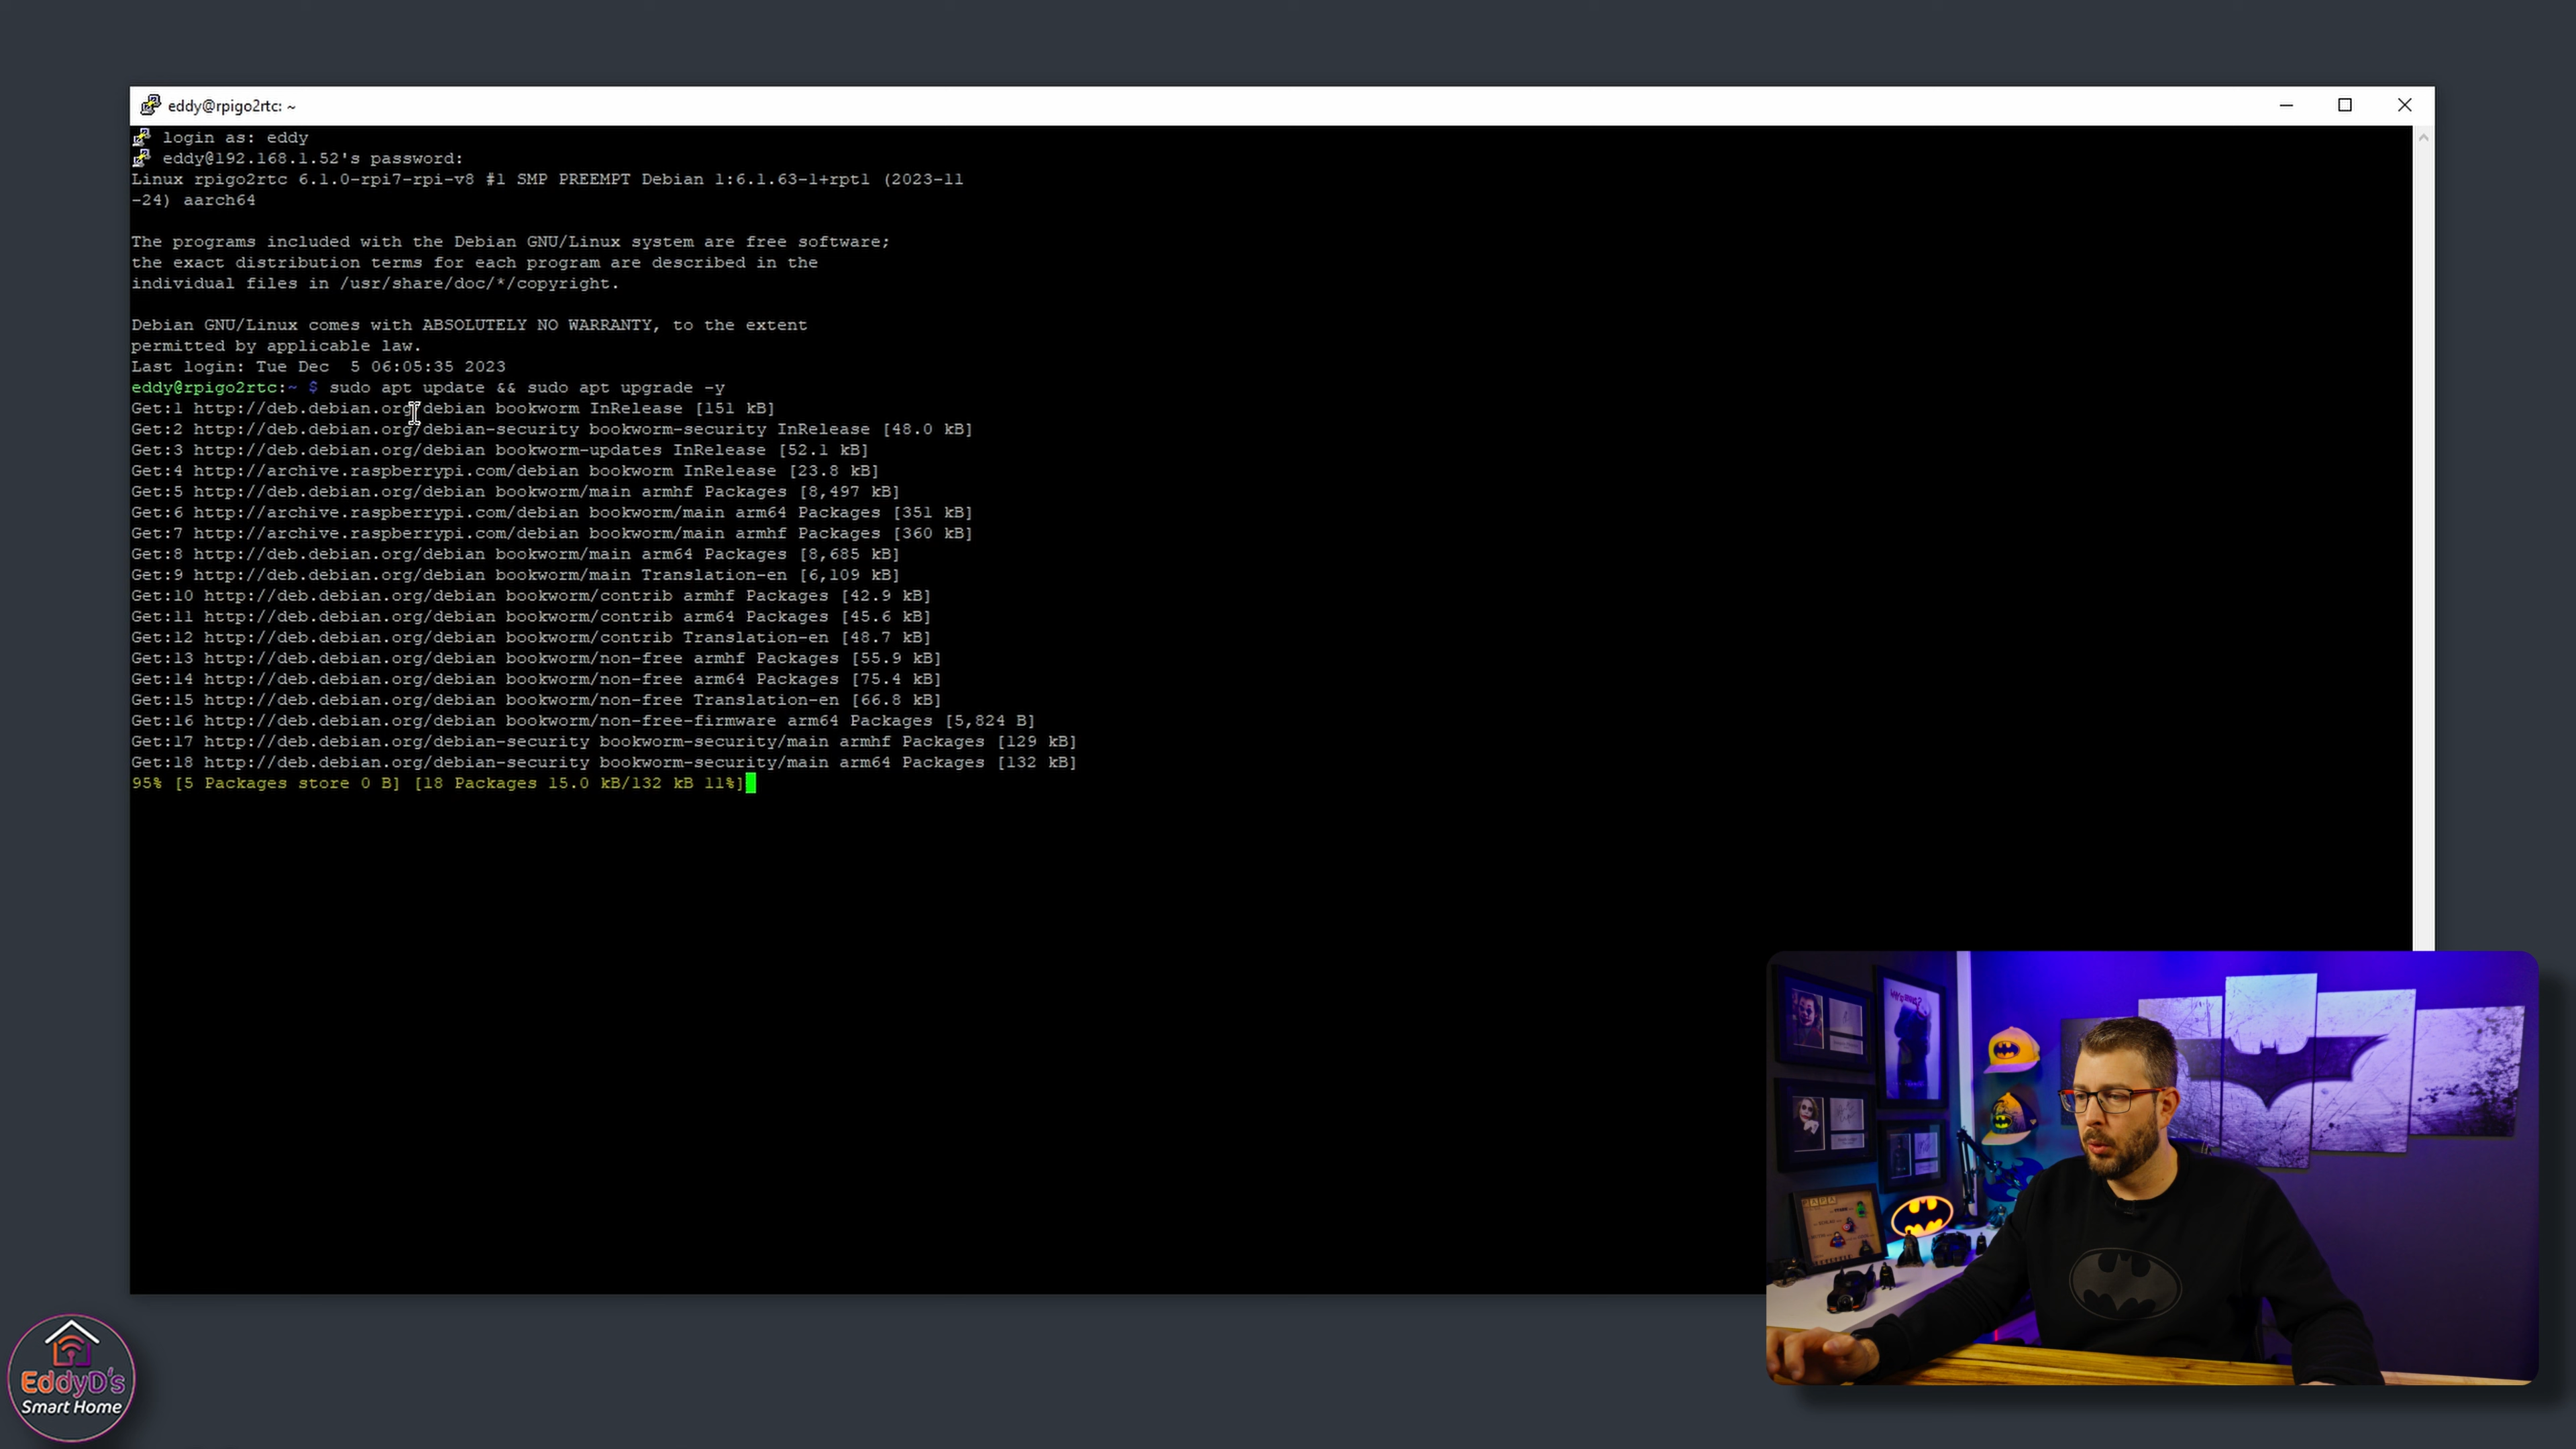 eddy@rpigo2rtc: ~
login as: eddy
eddy@192.168.1.52's password:
Linux rpigo2rtc 6.1.0-rpi7-rpi-v8 #1 SMP PREEMPT Debian 1:6.1.63-1+rpt1 (2023-11
-24) aarch64
The programs included with the Debian GNU/Linux system are free software;
the exact distribution terms for each program are described in the
individual files in /usr/share/doc/*/copyright.
Debian GNU/Linux comes with ABSOLUTELY NO WARRANTY, to the extent
permitted by applicable law.
Last login: Tue Dec  5 06:05:35 2023
eddy@rpigo2rtc:~ $ sudo apt update && sudo apt upgrade -y
Get:1 http://deb.debian.org/debian bookworm InRelease [151 kB]
Get:2 http://deb.debian.org/debian-security bookworm-security InRelease [48.0 kB]
Get:3 http://deb.debian.org/debian bookworm-updates InRelease [52.1 kB]
Get:4 http://archive.raspberrypi.com/debian bookworm InRelease [23.8 kB]
Get:5 http://deb.debian.org/debian bookworm/main armhf Packages [8,497 kB]
Get:6 http://archive.raspberrypi.com/debian bookworm/main arm64 Packages [351 kB]
Get:7 http://archive.raspberrypi.com/debian bookworm/main armhf Packages [360 kB]
Get:8 http://deb.debian.org/debian bookworm/main arm64 Packages [8,685 kB]
Get:9 http://deb.debian.org/debian bookworm/main Translation-en [6,109 kB]
Get:10 http://deb.debian.org/debian bookworm/contrib armhf Packages [42.9 kB]
Get:11 http://deb.debian.org/debian bookworm/contrib arm64 Packages [45.6 kB]
Get:12 http://deb.debian.org/debian bookworm/contrib Translation-en [48.7 kB]
Get:13 http://deb.debian.org/debian bookworm/non-free armhf Packages [55.9 kB]
Get:14 http://deb.debian.org/debian bookworm/non-free arm64 Packages [75.4 kB]
Get:15 http://deb.debian.org/debian bookworm/non-free Translation-en [66.8 kB]
Get:16 http://deb.debian.org/debian bookworm/non-free-firmware arm64 Packages [5,824 B]
Get:17 http://deb.debian.org/debian-security bookworm-security/main armhf Packages [129 kB]
Get:18 http://deb.debian.org/debian-security bookworm-security/main arm64 Packages [132 kB]
95% [5 Packages store 0 B] [18 Packages 15.0 kB/132 kB 11%]
EddyD's
Smart Home